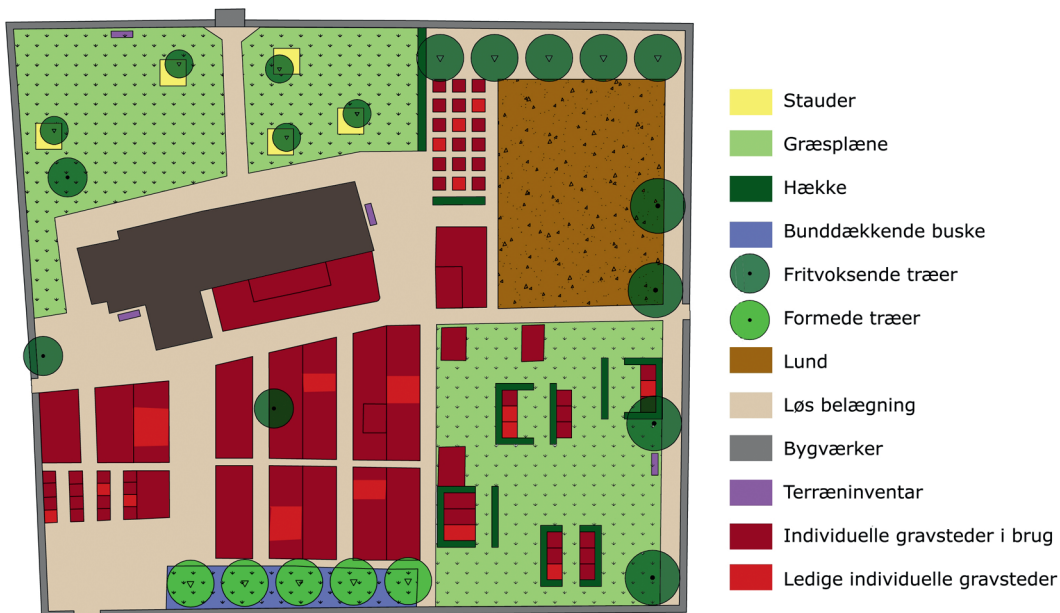 Stauder
Græsplæne
Hække
Bunddækkende buske
Fritvoksende træer
Formede træer
Lund
Løs belægning
Bygværker
Terræninventar
Individuelle gravsteder i brug
Ledige individuelle gravsteder